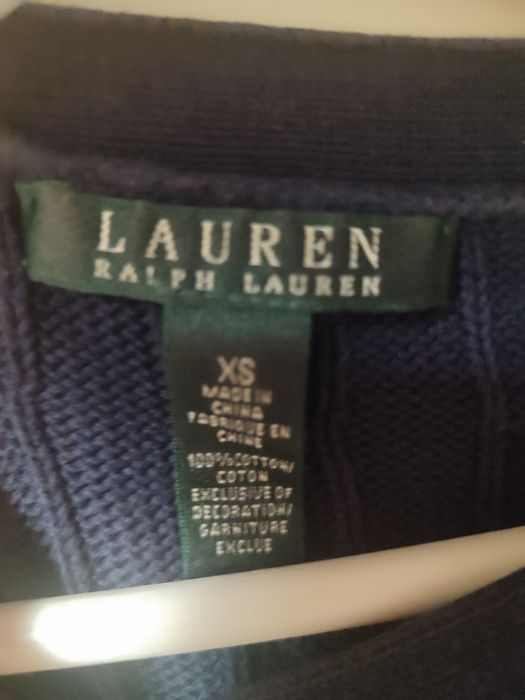 LAUREN
RALPH LAUREN
XS
MADE IN
CHINA
FABRIQUE EN
CHINE
100%COTTON/
COTON
EXCLUSIVE OF
DECORATION/
GARNITURE
EXCLUE